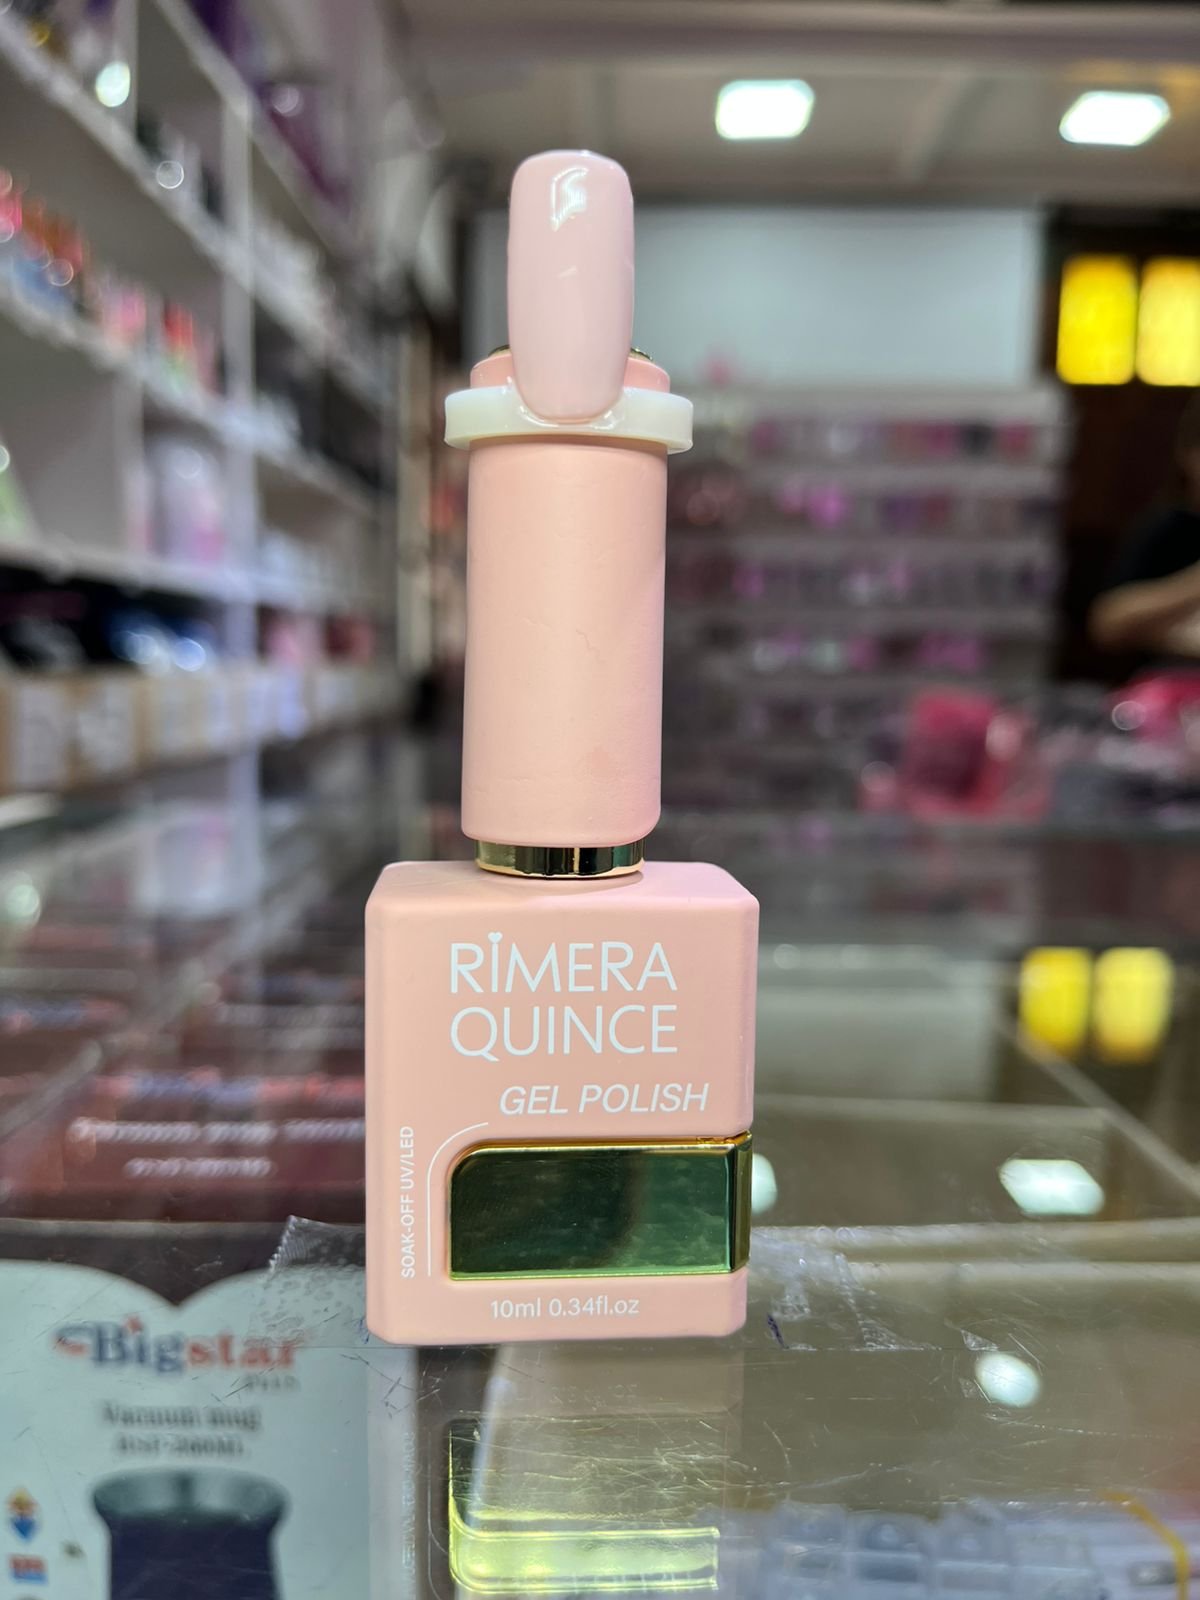 RIMERA
QUINCE
GEL POLISH
SOAK-OFF UV/LED
10ml 0.34fl.oz
Bigstar
Vacuum mug